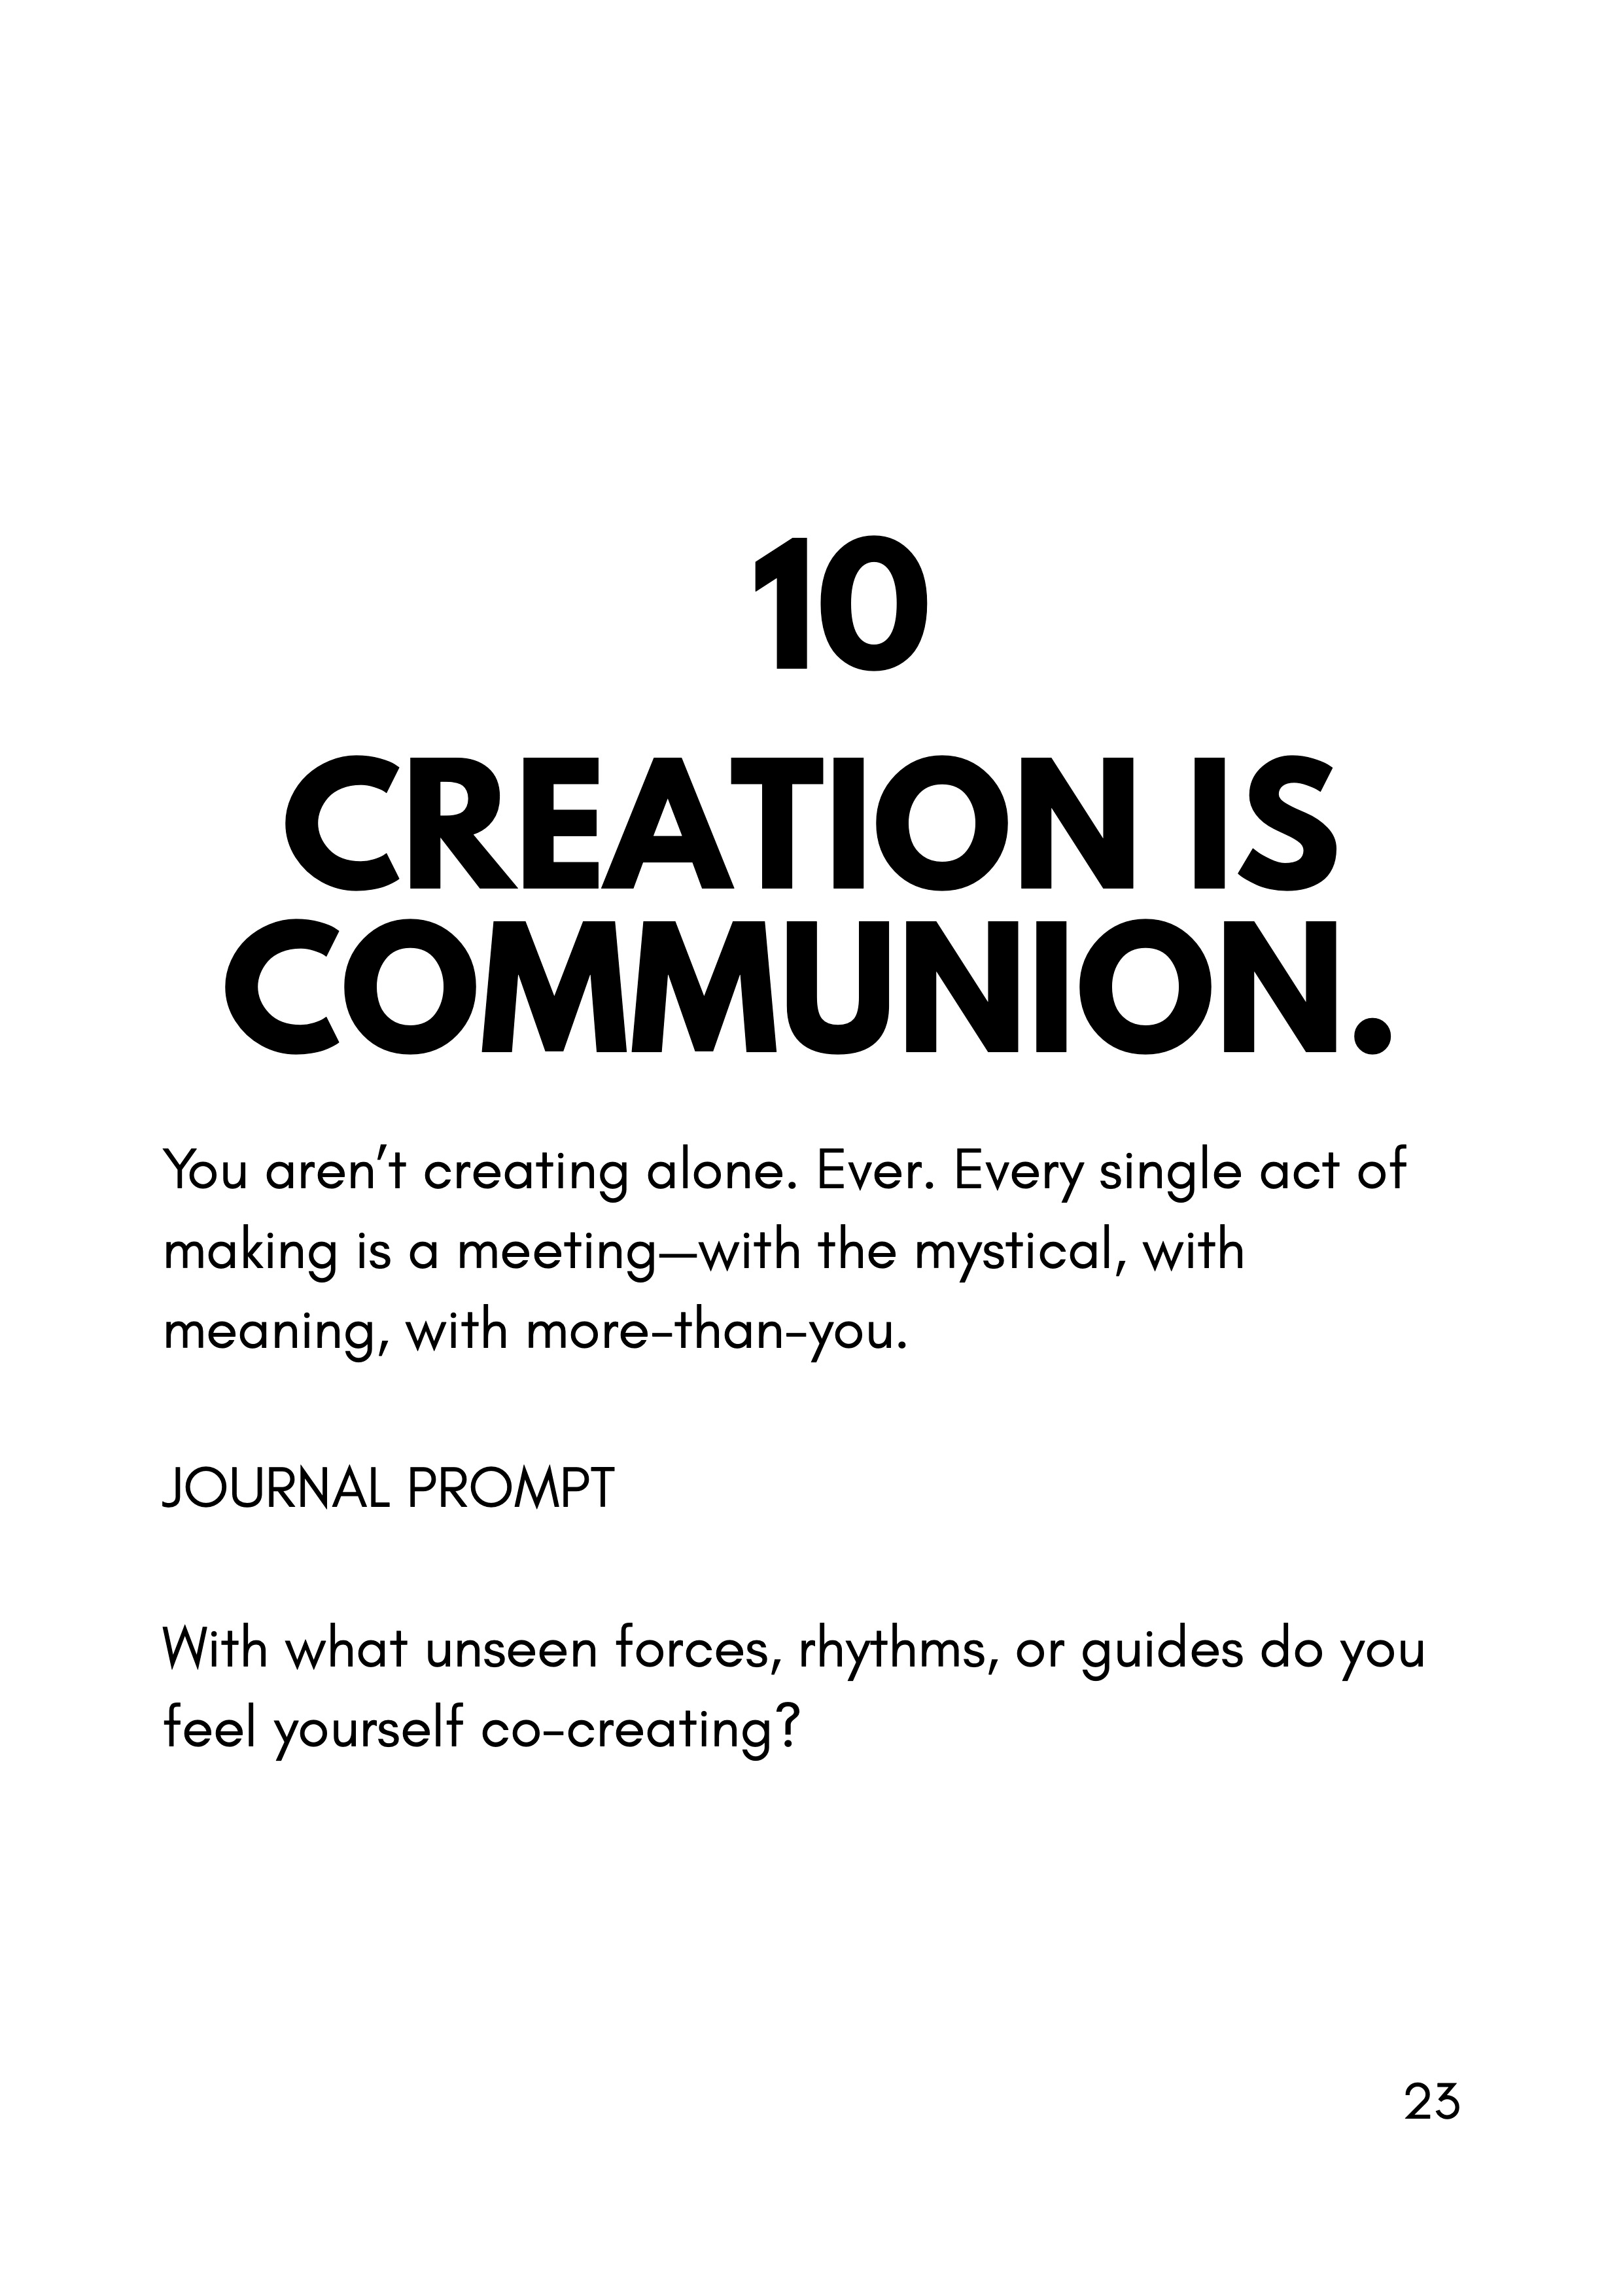 10
CREATION IS
COMMUNION.
You aren’t creating alone. Ever. Every single act of
making is a meeting—with the mystical, with
meaning, with more-than-you.
JOURNAL PROMPT
With what unseen forces, rhythms, or guides do you
feel yourself co-creating?
23